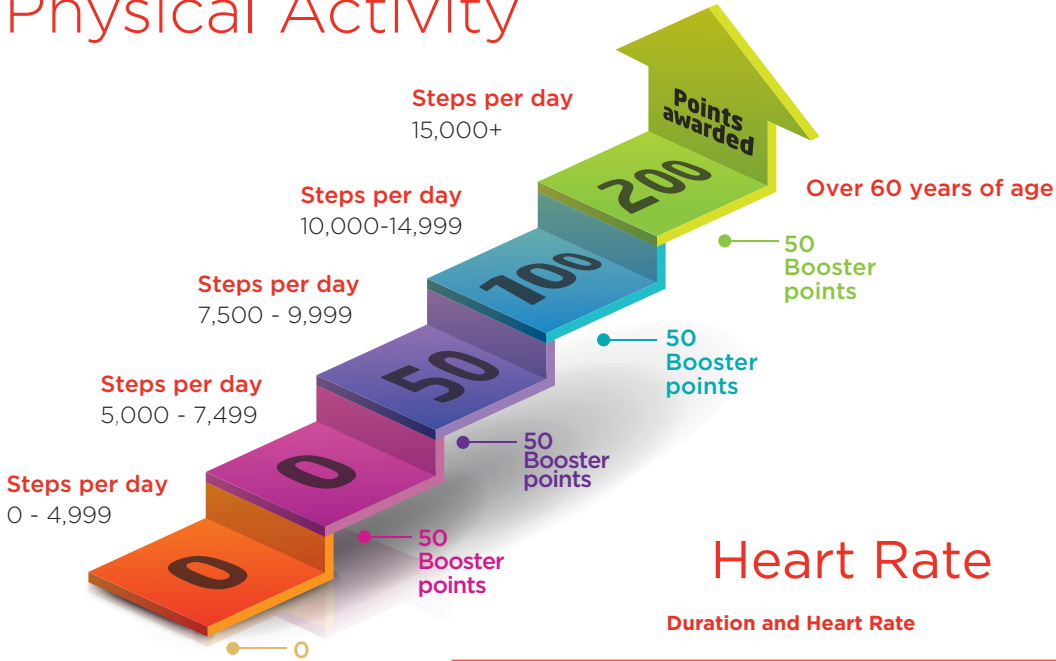 Physical Activity
Points
awarded
Steps per day
15,000+
200
Over 60 years of age
50
Booster
points
Steps per day
10,000-14,999
100
50
Booster
points
Steps per day
7,500 - 9,999
50
50
Booster
points
Steps per day
5,000 - 7,499
0
50
Booster
points
Steps per day
0 - 4,999
0
0
Heart Rate
Duration and Heart Rate